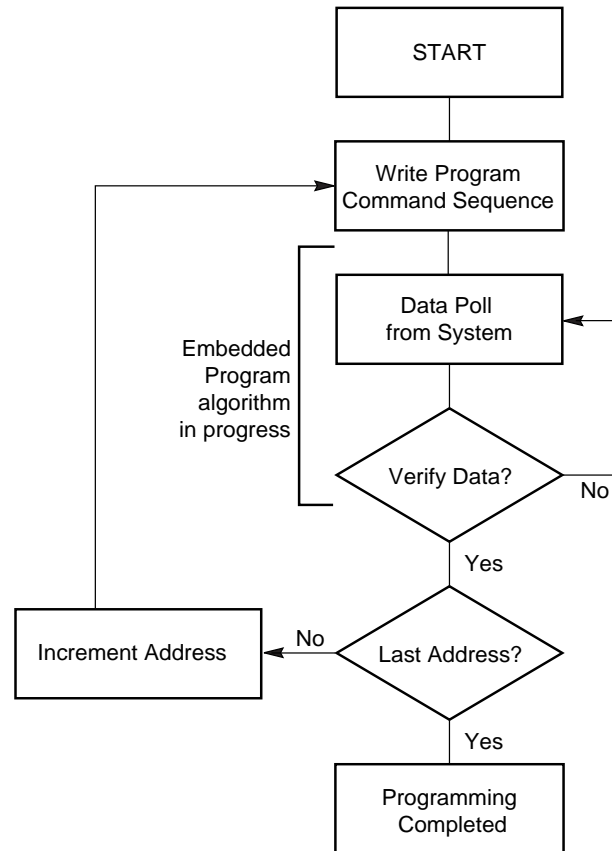 START
Write Program
Command Sequence
Data Poll
from System
Embedded
Program
algorithm
in progress
Verify Data?
No
Yes
Increment Address
No
Last Address?
Yes
Programming
Completed